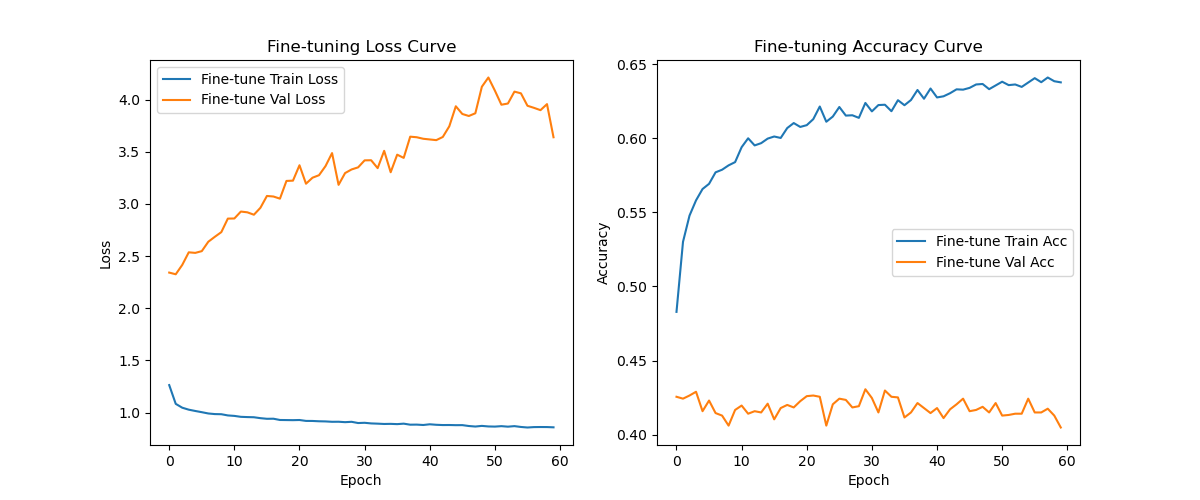 Fine-tuning Loss Curve
Fine-tune Train Loss
Fine-tune Val Loss
4.0
3.5
3.0
2.5
2.0
1.5
1.0
Loss
0 10 20 30 40 50 60
Epoch
Fine-tuning Accuracy Curve
0.65
0.60
0.55
0.50
0.45
0.40
Accuracy
Fine-tune Train Acc
Fine-tune Val Acc
0 10 20 30 40 50 60
Epoch